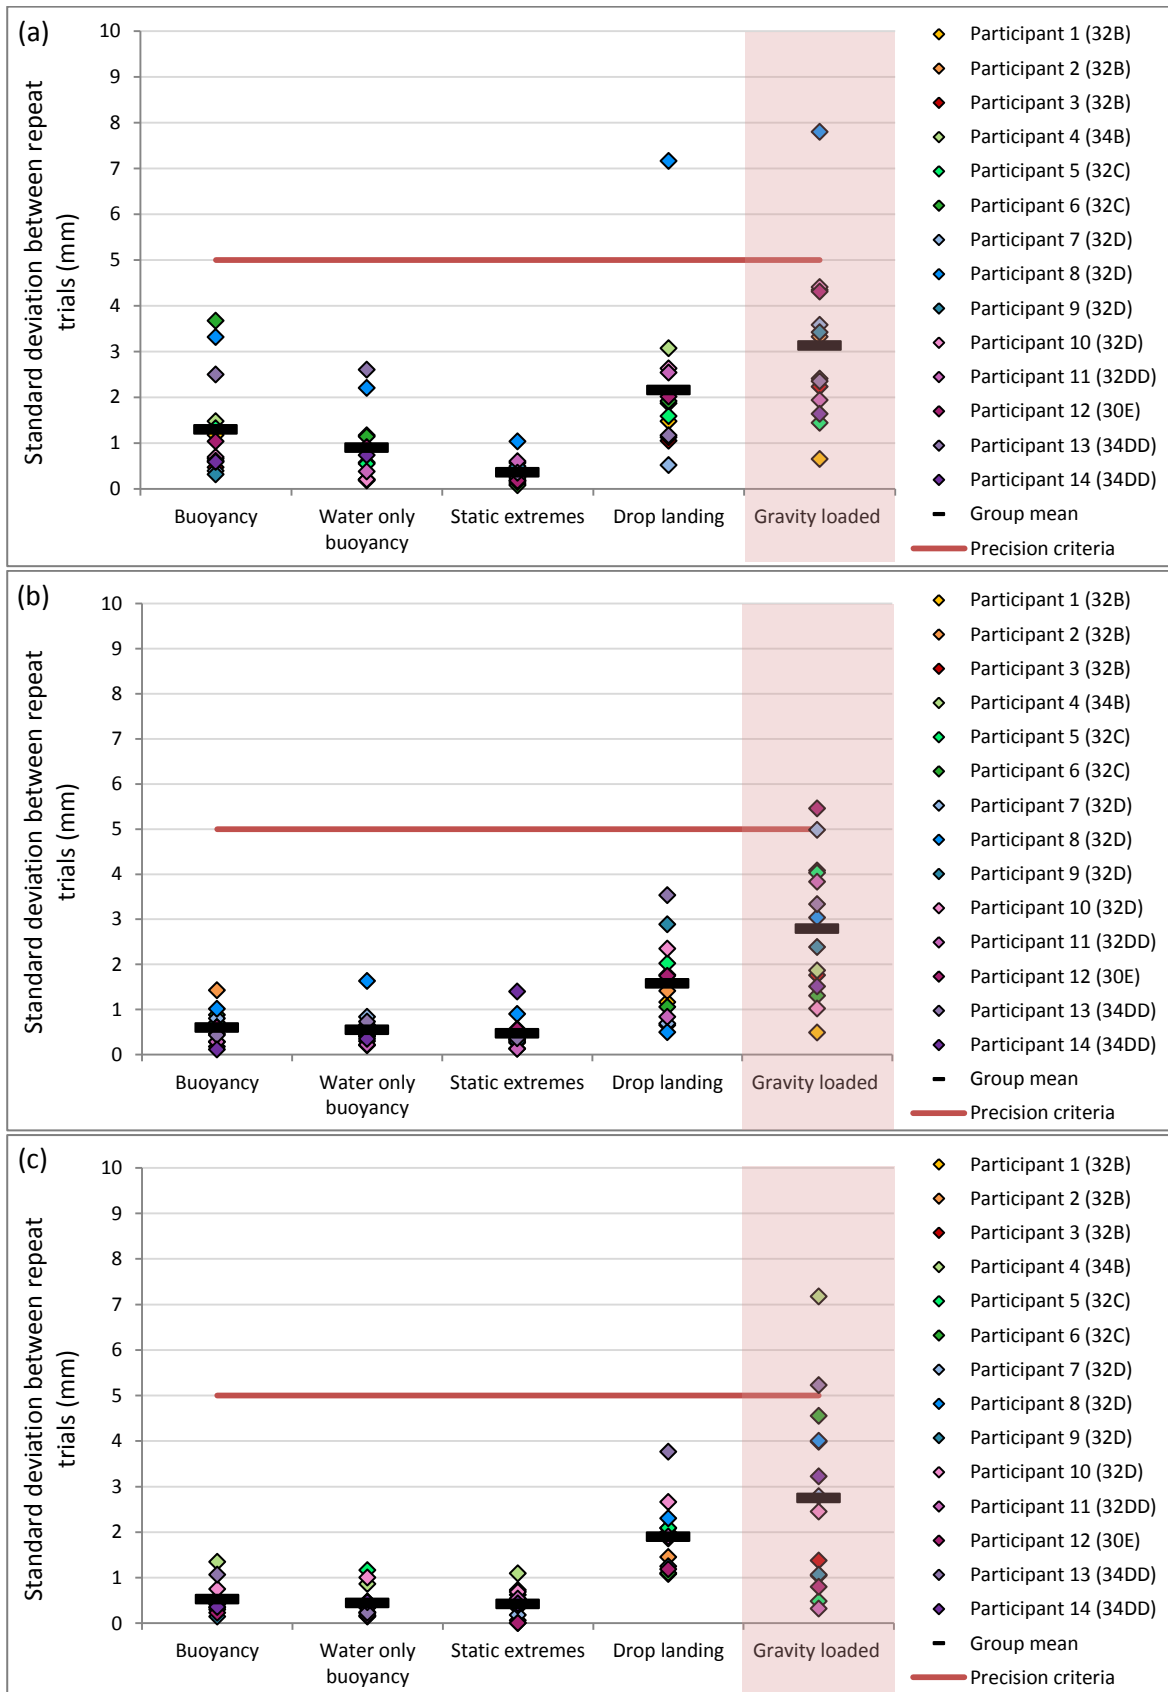 (a)
Standard deviation between repeat
trials (mm)
10
9
8
7
6
5
4
3
2
1
0
Buoyancy
Water only
buoyancy
Static extremes
Drop landing
Gravity loaded
Participant 1 (32B)
Participant 2 (32B)
Participant 3 (32B)
Participant 4 (34B)
Participant 5 (32C)
Participant 6 (32C)
Participant 7 (32D)
Participant 8 (32D)
Participant 9 (32D)
Participant 10 (32D)
Participant 11 (32DD)
Participant 12 (30E)
Participant 13 (34DD)
Participant 14 (34DD)
Group mean
Precision criteria
(b)
Standard deviation between repeat
trials (mm)
10
9
8
7
6
5
4
3
2
1
0
Buoyancy
Water only
buoyancy
Static extremes
Drop landing
Gravity loaded
Participant 1 (32B)
Participant 2 (32B)
Participant 3 (32B)
Participant 4 (34B)
Participant 5 (32C)
Participant 6 (32C)
Participant 7 (32D)
Participant 8 (32D)
Participant 9 (32D)
Participant 10 (32D)
Participant 11 (32DD)
Participant 12 (30E)
Participant 13 (34DD)
Participant 14 (34DD)
Group mean
Precision criteria
(c)
Standard deviation between repeat
trials (mm)
10
9
8
7
6
5
4
3
2
1
0
Buoyancy
Water only
buoyancy
Static extremes
Drop landing
Gravity loaded
Participant 1 (32B)
Participant 2 (32B)
Participant 3 (32B)
Participant 4 (34B)
Participant 5 (32C)
Participant 6 (32C)
Participant 7 (32D)
Participant 8 (32D)
Participant 9 (32D)
Participant 10 (32D)
Participant 11 (32DD)
Participant 12 (30E)
Participant 13 (34DD)
Participant 14 (34DD)
Group mean
Precision criteria